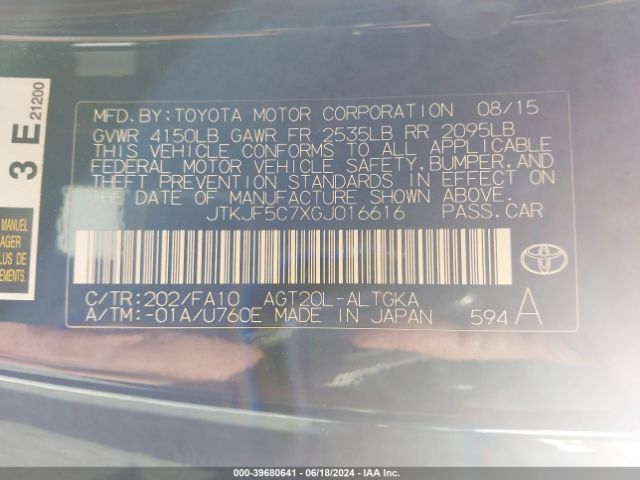 MFD.BY:TOYOTA MOTOR CORPORATION 08/15
GVWR 4150LB GAWR FR 2535LB RR 2095LB
THIS VEHICLE CONFORMS TO ALL APPLICABLE
FEDERAL MOTOR VEHICLE SAFETY,BUMPER,AND
THEFT PREVENTION STANDARDS IN EFFECT ON
THE DATE OF MANUFACTURE SHOWN ABOVE.
JTKJF5C7XGJ016616 PASS.CAR
TOYOTA
C/TR:202/FA10 AGT20L-ALTGKA
A/TM:-01A/U760E MADE IN JAPAN 594 A
3 E
21200
MANUEL
AGER
PIÈCES
DEMENTS.
000-39680641 - 06/18/2024 - IAA, Inc.